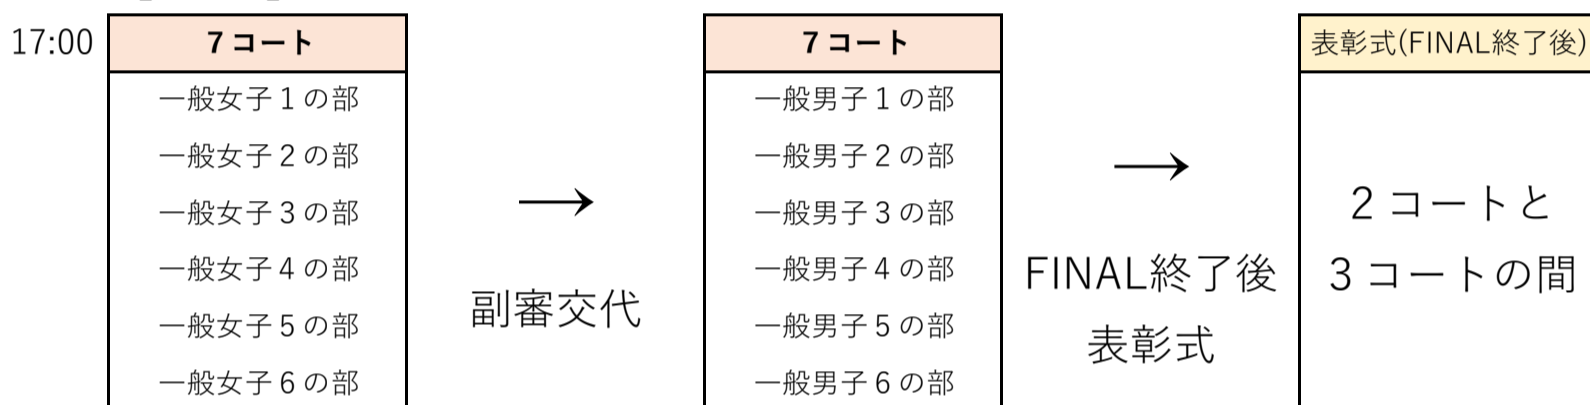 17:00
7コート
一般女子1の部
一般女子2の部
一般女子3の部
一般女子4の部
一般女子5の部
一般女子6の部
→
副審交代
7コート
一般男子1の部
一般男子2の部
一般男子3の部
一般男子4の部
一般男子5の部
一般男子6の部
→
FINAL終了後
表彰式
表彰式(FINAL終了後)
2コートと
3コートの間